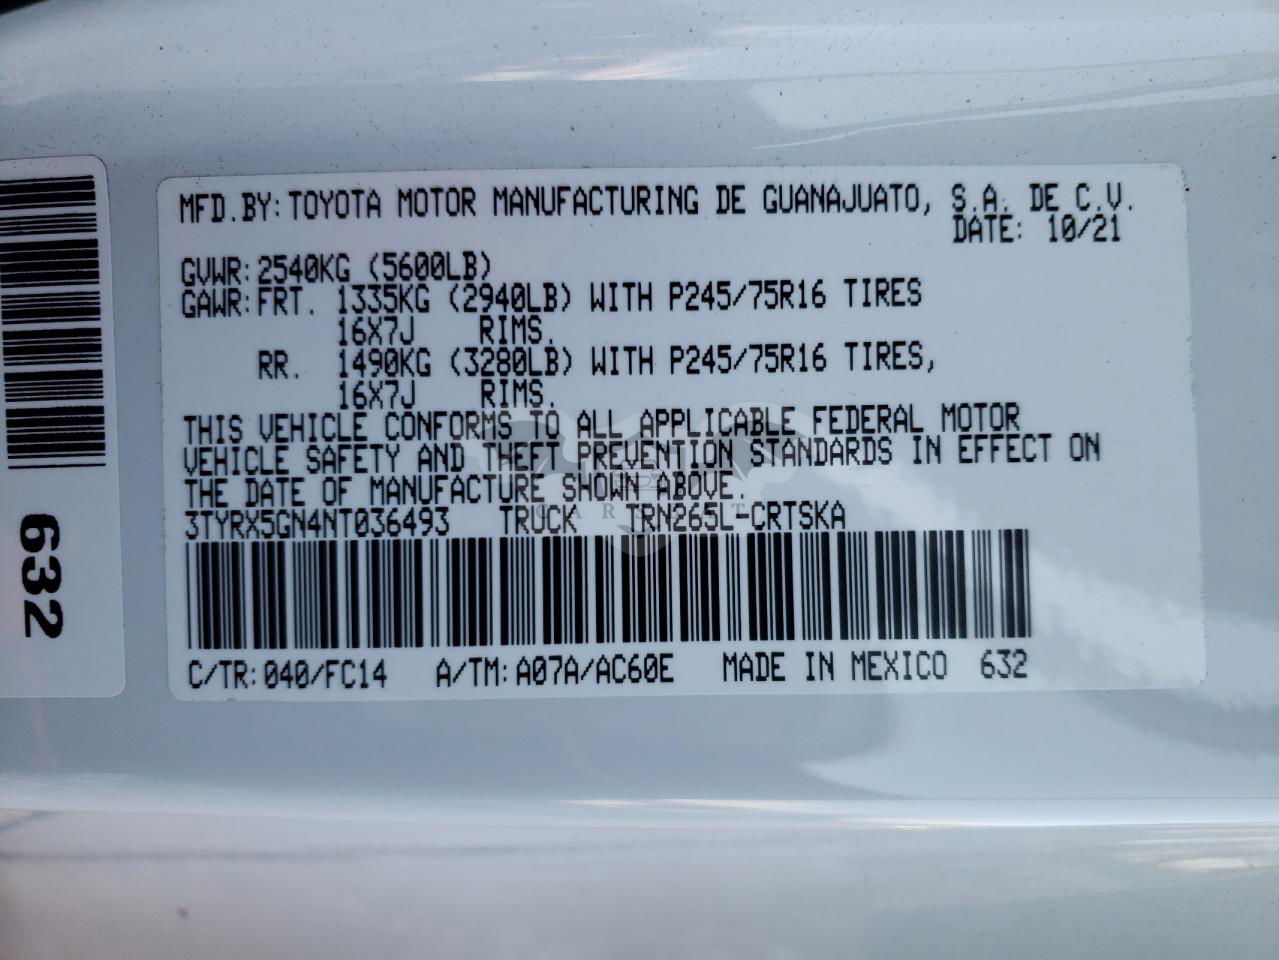 MFD.BY: TOYOTA MOTOR MANUFACTURING DE GUANAJUATO, S.A. DE C.V.
DATE: 10/21
GVWR: 2540KG (5600LB)
GAWR: FRT. 1335KG (2940LB) WITH P245/75R16 TIRES
16X7J RIMS.
RR. 1490KG (3280LB) WITH P245/75R16 TIRES,
16X7J RIMS.
THIS VEHICLE CONFORMS TO ALL APPLICABLE FEDERAL MOTOR
VEHICLE SAFETY AND THEFT PREVENTION STANDARDS IN EFFECT ON
THE DATE OF MANUFACTURE SHOWN ABOVE.
3TYRX5GN4NT036493 TRUCK TRN265L-CRTSKA
C/TR: 040/FC14 A/TM: A07A/AC60E MADE IN MEXICO 632
632